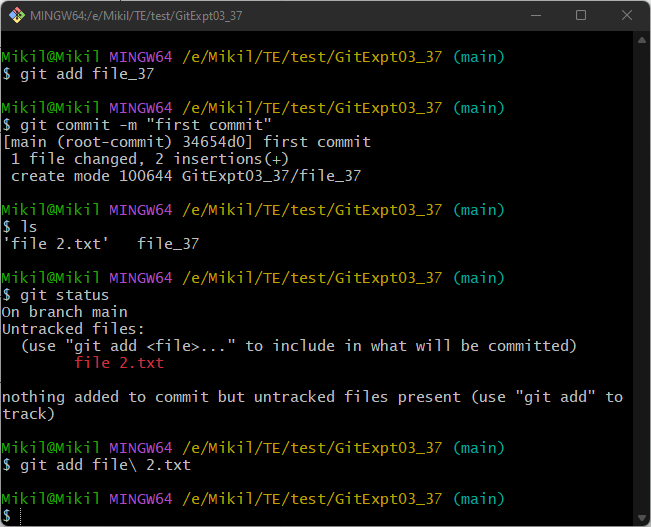 MINGW64:/e/Mikil/TE/test/GitExpt03_37
Mikil@Mikil MINGW64 /e/Mikil/TE/test/GitExpt03_37 (main)
$ git add file_37
Mikil@Mikil MINGW64 /e/Mikil/TE/test/GitExpt03_37 (main)
$ git commit -m "first commit"
[main (root-commit) 34654d0] first commit
 1 file changed, 2 insertions(+)
 create mode 100644 GitExpt03_37/file_37
Mikil@Mikil MINGW64 /e/Mikil/TE/test/GitExpt03_37 (main)
$ ls
'file 2.txt'   file_37
Mikil@Mikil MINGW64 /e/Mikil/TE/test/GitExpt03_37 (main)
$ git status
On branch main
Untracked files:
  (use "git add <file>..." to include in what will be committed)
        file 2.txt
nothing added to commit but untracked files present (use "git add" to
track)
Mikil@Mikil MINGW64 /e/Mikil/TE/test/GitExpt03_37 (main)
$ git add file\ 2.txt
Mikil@Mikil MINGW64 /e/Mikil/TE/test/GitExpt03_37 (main)
$